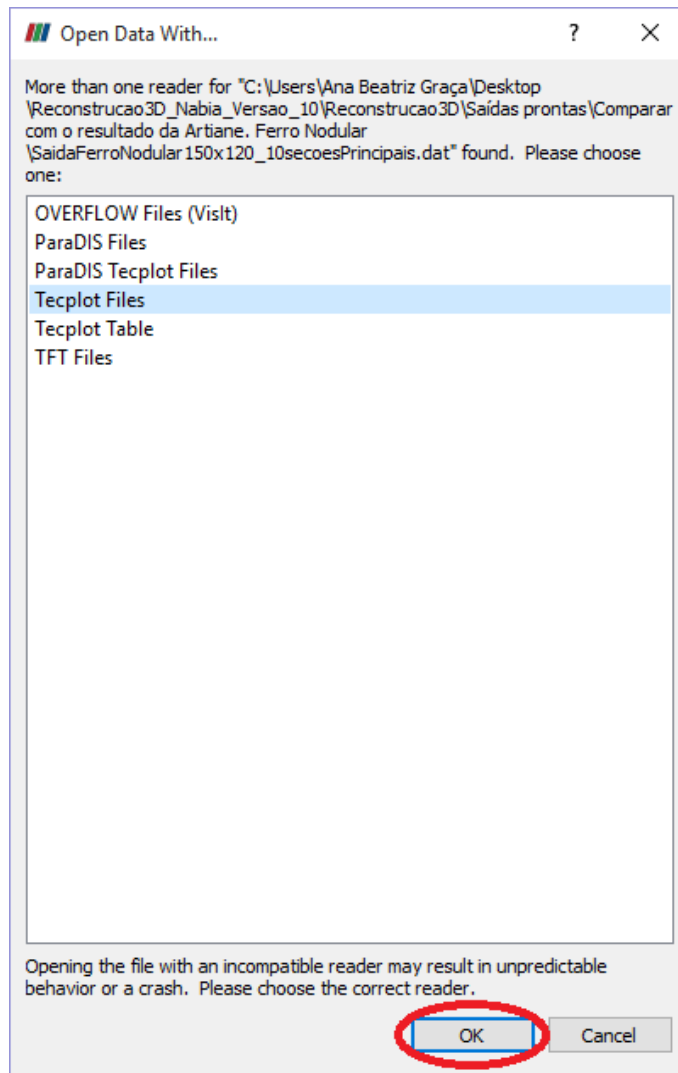 Open Data With...
?
More than one reader for "C:\Users\Ana Beatriz Graça\Desktop
\Reconstrucao3D_Nabia_Versao_10\Reconstrucao3D\Saídas prontas\Comparar
com o resultado da Artiane. Ferro Nodular
\SaidaFerroNodular150x120_10secoesPrincipais.dat" found.  Please choose
one:
OVERFLOW Files (VisIt)
ParaDIS Files
ParaDIS Tecplot Files
Tecplot Files
Tecplot Table
TFT Files
Opening the file with an incompatible reader may result in unpredictable
behavior or a crash.  Please choose the correct reader.
OK
Cancel